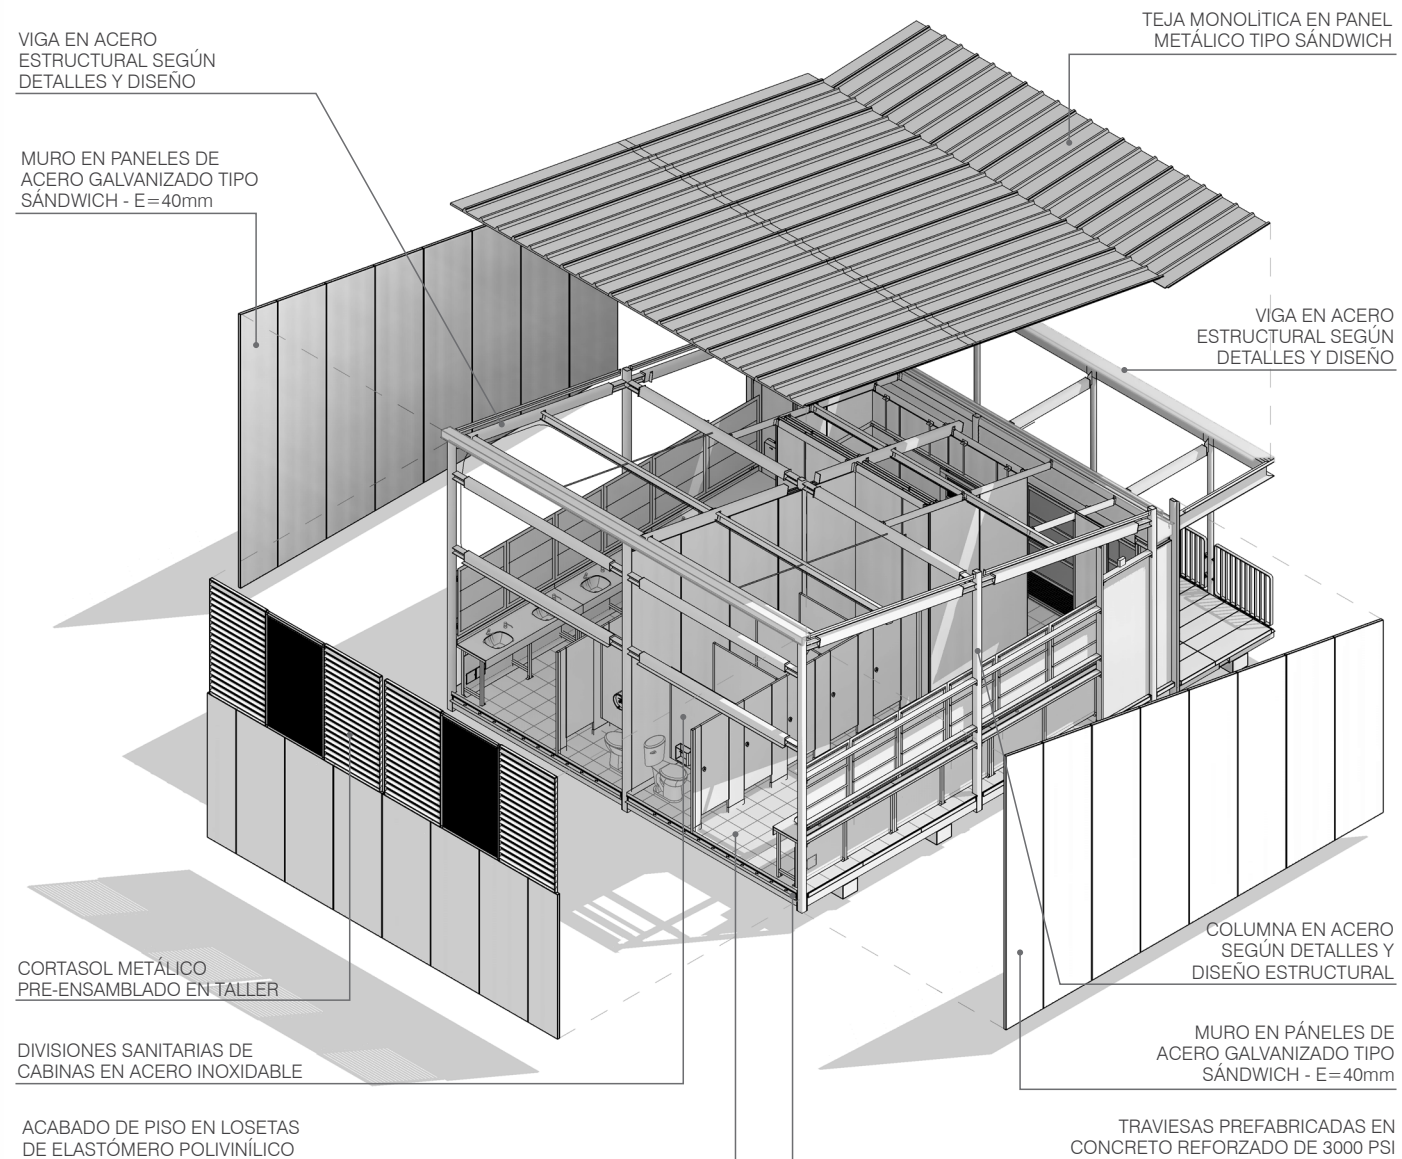 VIGA EN ACERO
ESTRUCTURAL SEGÚN
DETALLES Y DISEÑO
MURO EN PANELES DE
ACERO GALVANIZADO TIPO
SÁNDWICH - E=40mm
TEJA MONOLÍTICA EN PANEL
METÁLICO TIPO SÁNDWICH
VIGA EN ACERO
ESTRUCTURAL SEGÚN
DETALLES Y DISEÑO
CORTASOL METÁLICO
PRE-ENSAMBLADO EN TALLER
DIVISIONES SANITARIAS DE
CABINAS EN ACERO INOXIDABLE
ACABADO DE PISO EN LOSETAS
DE ELASTÓMERO POLIVINÍLICO
COLUMNA EN ACERO
SEGÚN DETALLES Y
DISEÑO ESTRUCTURAL
MURO EN PÁNELES DE
ACERO GALVANIZADO TIPO
SÁNDWICH - E=40mm
TRAVIESAS PREFABRICADAS EN
CONCRETO REFORZADO DE 3000 PSI